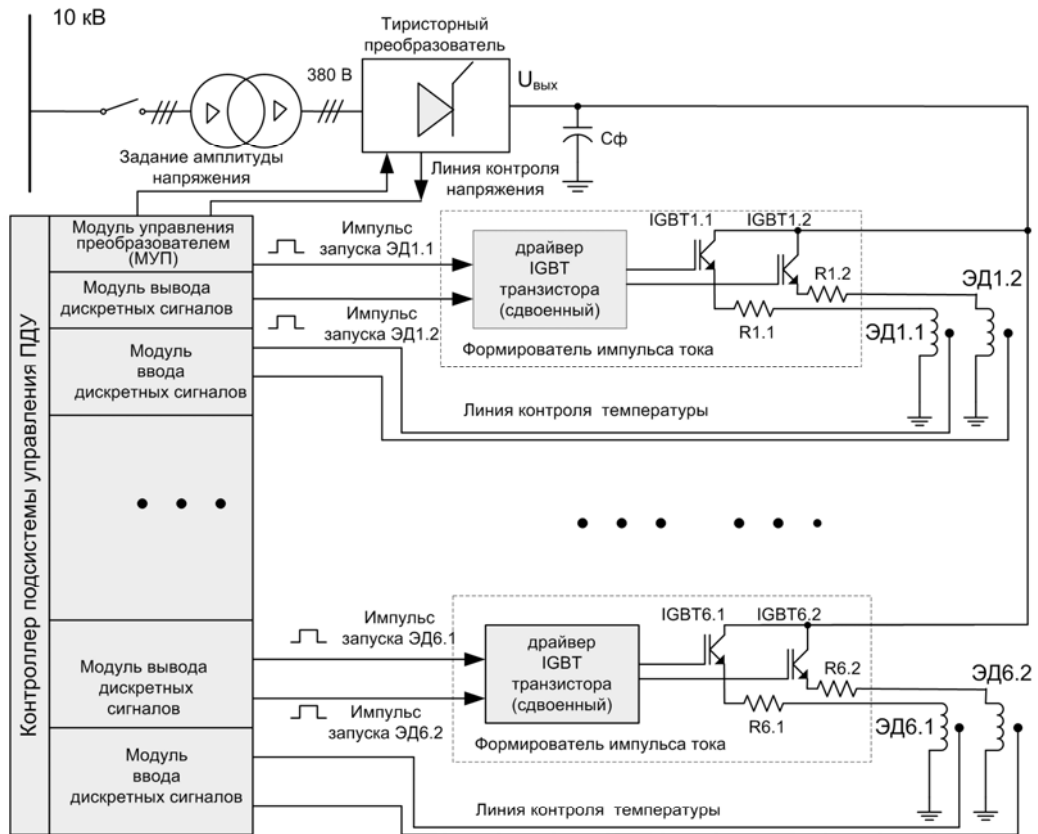 10 кВ
Тиристорный
преобразователь
380 В
Uвых
Сф
Задание амплитуды
напряжения
Линия контроля
напряжения
Контроллер подсистемы управления ПДУ
Модуль управления
преобразователем
(МУП)
Модуль вывода
дискретных сигналов
Модуль
ввода
дискретных сигналов
Импульс
запуска ЭД1.1
Импульс
запуска ЭД1.2
драйвер
IGBT
транзистора
(сдвоенный)
IGBT1.1
IGBT1.2
R1.2
R1.1
ЭД1.2
ЭД1.1
Формирователь импульса тока
Линия контроля температуры
Импульс
запуска ЭД6.1
Импульс
запуска ЭД6.2
Модуль вывода
дискретных
сигналов
Модуль
ввода
дискретных сигналов
драйвер
IGBT
транзистора
(сдвоенный)
IGBT6.1
IGBT6.2
R6.2
R6.1
ЭД6.2
ЭД6.1
Формирователь импульса тока
Линия контроля температуры